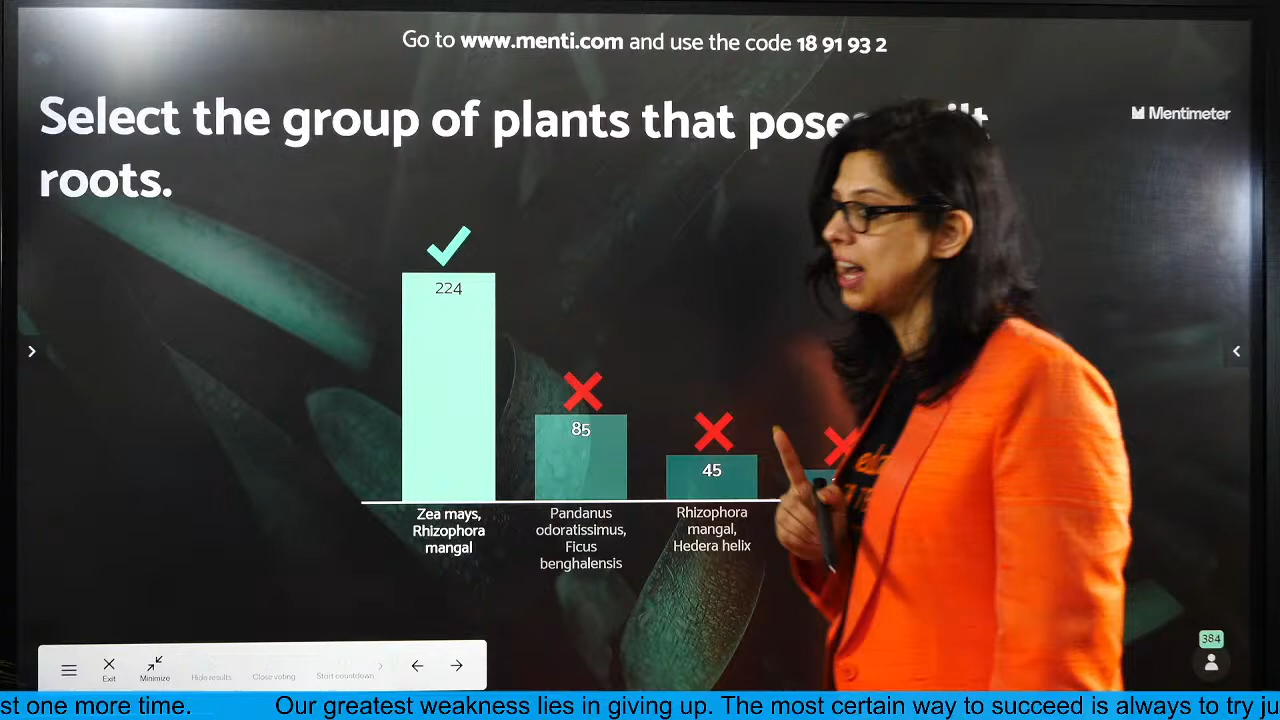 Go to www.menti.com and use the code 18 91 93 2
Select the group of plants that
roots.
Mentimeter
224
85
45
Zea mays,
Rhizophora
mangal
Pandanus
odoratissimus,
Ficus
benghalensis
Rhizophora
mangal,
Hedera helix
384
Exit
Minimize
Hide results
Close voting
Start countdown
st one more time. Our greatest weakness lies in giving up. The most certain way to succeed is always to try ju